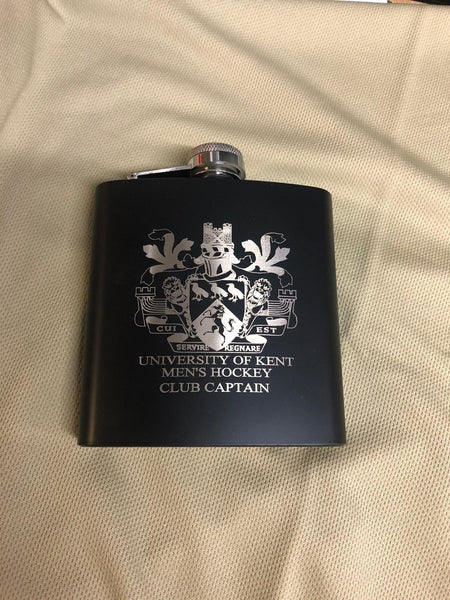 CUI EST
SERVIRE REGNARE
UNIVERSITY OF KENT
MEN'S HOCKEY
CLUB CAPTAIN